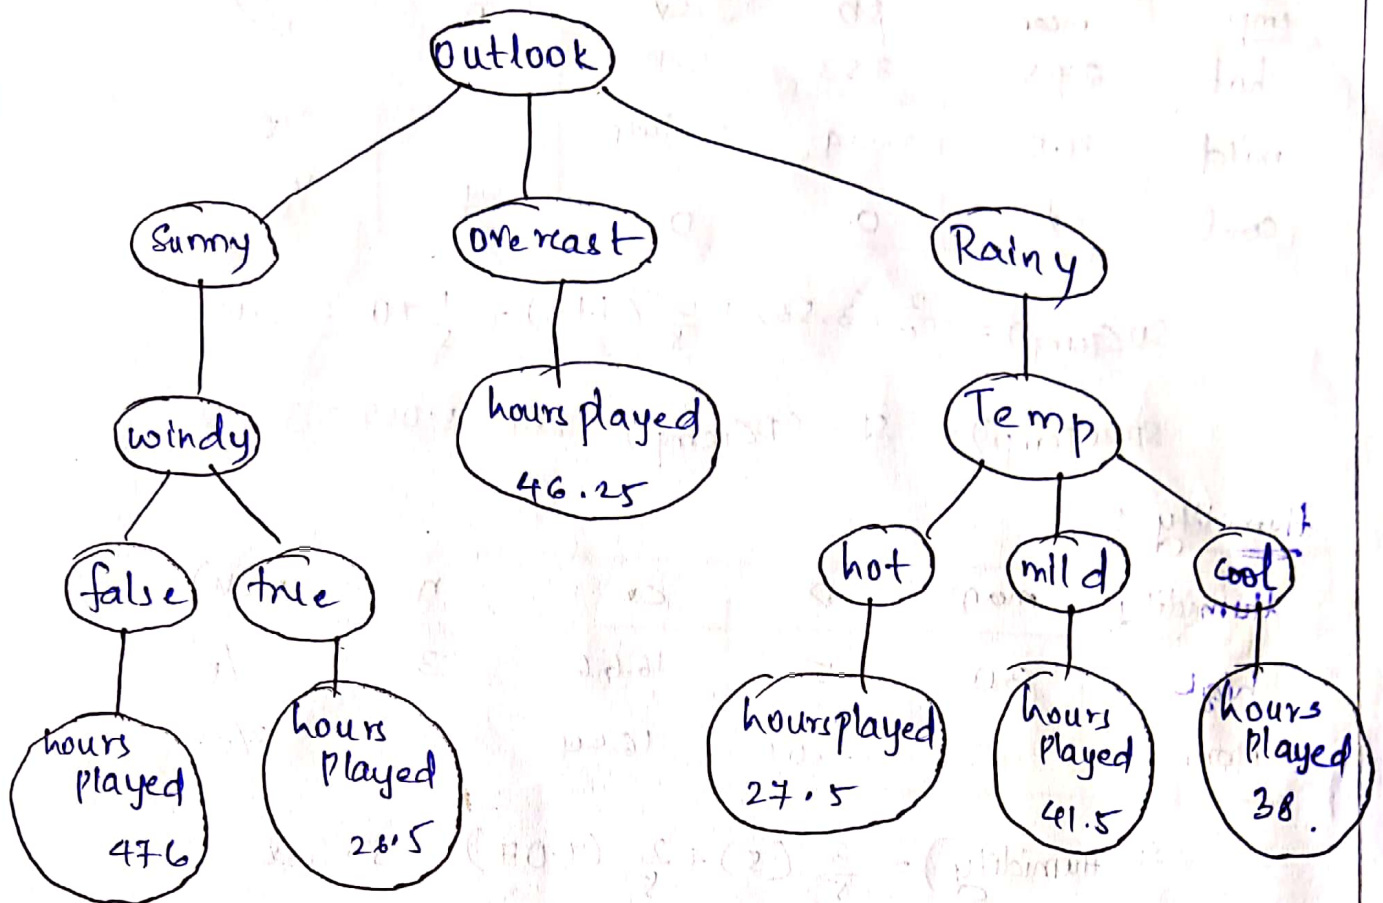 Outlook
Sunny
overcast
Rainy
windy
hours played
46.25
Temp
false
true
hot
mild
cool
hours
played
476
hours
played
26.5
hours played
27.5
hours
played
41.5
hours
played
38.